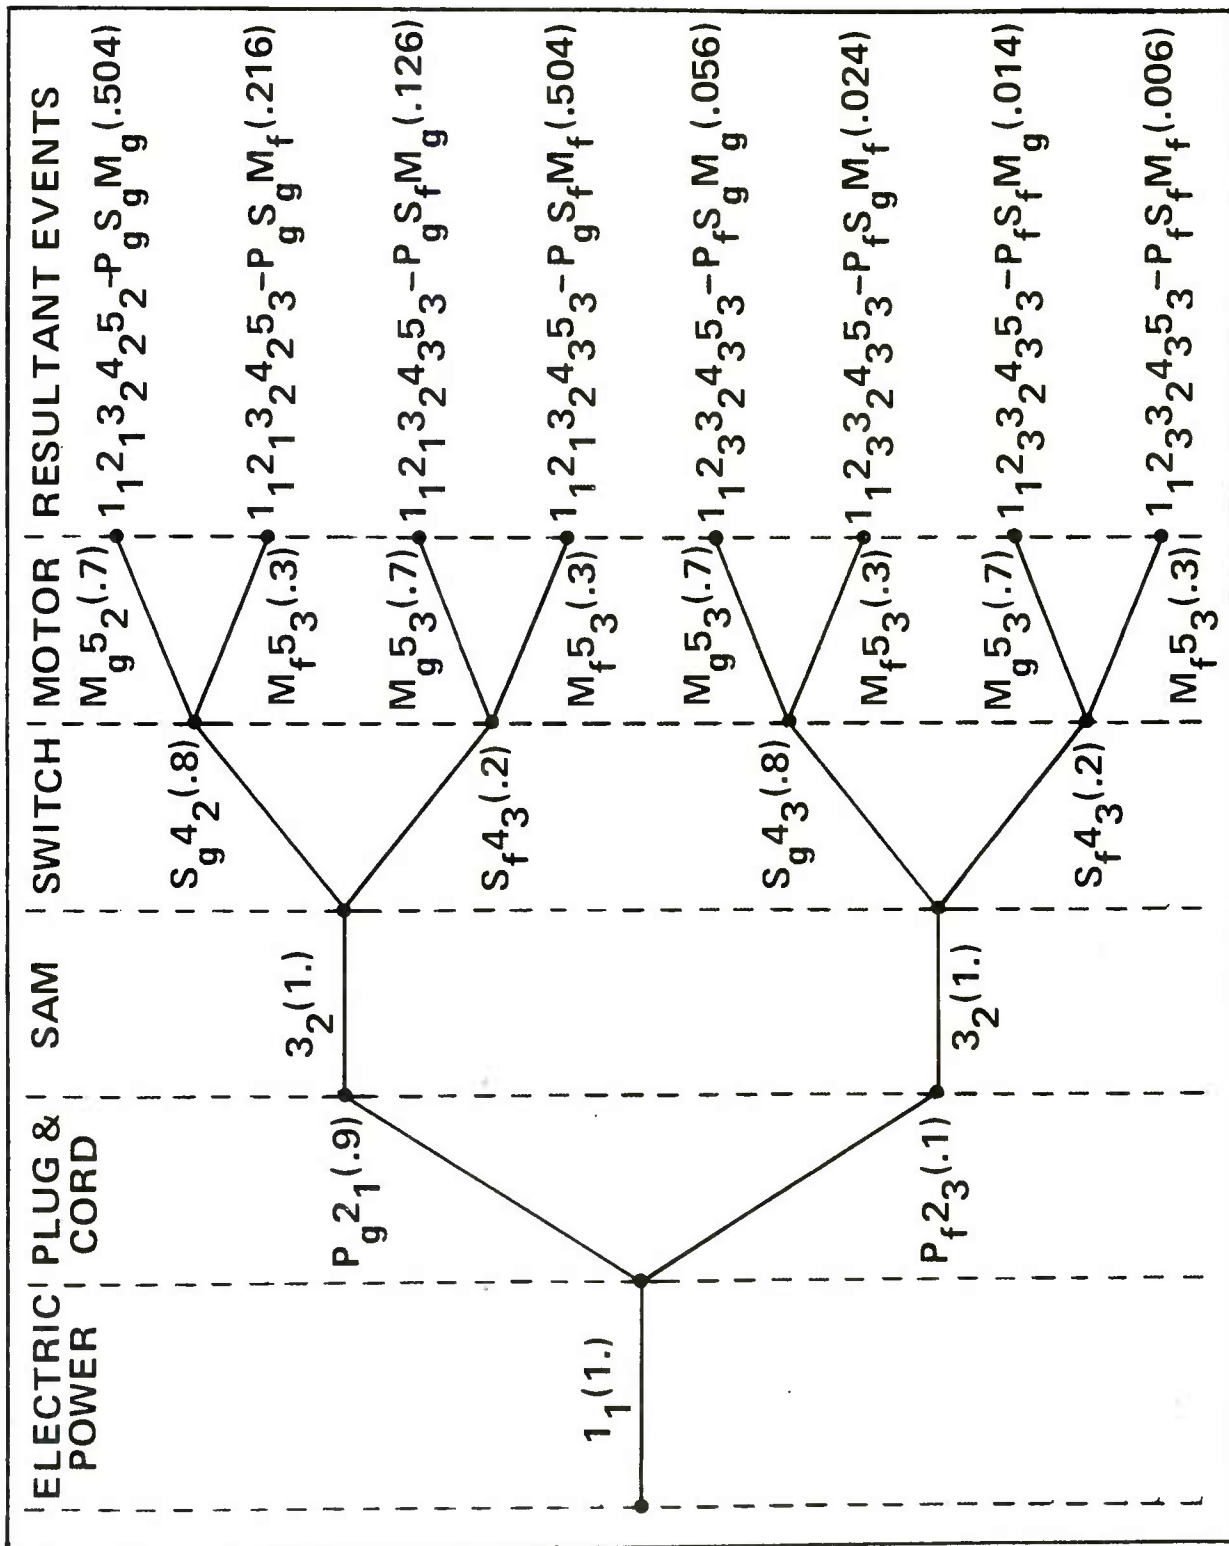 ELECTRIC POWER
PLUG & CORD
SAM
SWITCH
MOTOR
RESULTANT EVENTS
1₁(1.)
P_g2₁(.9)
P_f2₃(.1)
3₂(1.)
3₂(1.)
S_g4₂(.8)
S_f4₃(.2)
S_g4₃(.8)
S_f4₃(.2)
M_g5₂(.7)
M_f5₃(.3)
M_g5₃(.7)
M_f5₃(.3)
M_g5₃(.7)
M_f5₃(.3)
M_g5₃(.7)
M_f5₃(.3)
1₁2₁3₂4₂5₂-P_gS_gM_g(.504)
1₁2₁3₂4₂5₃-P_gS_gM_f(.216)
1₁2₁3₂4₃5₃-P_gS_fM_g(.126)
1₁2₁3₂4₃5₃-P_gS_fM_f(.504)
1₁2₃3₂4₃5₃-P_fS_gM_g(.056)
1₁2₃3₂4₃5₃-P_fS_gM_f(.024)
1₁2₃3₂4₃5₃-P_fS_fM_g(.014)
1₁2₃3₂4₃5₃-P_fS_fM_f(.006)